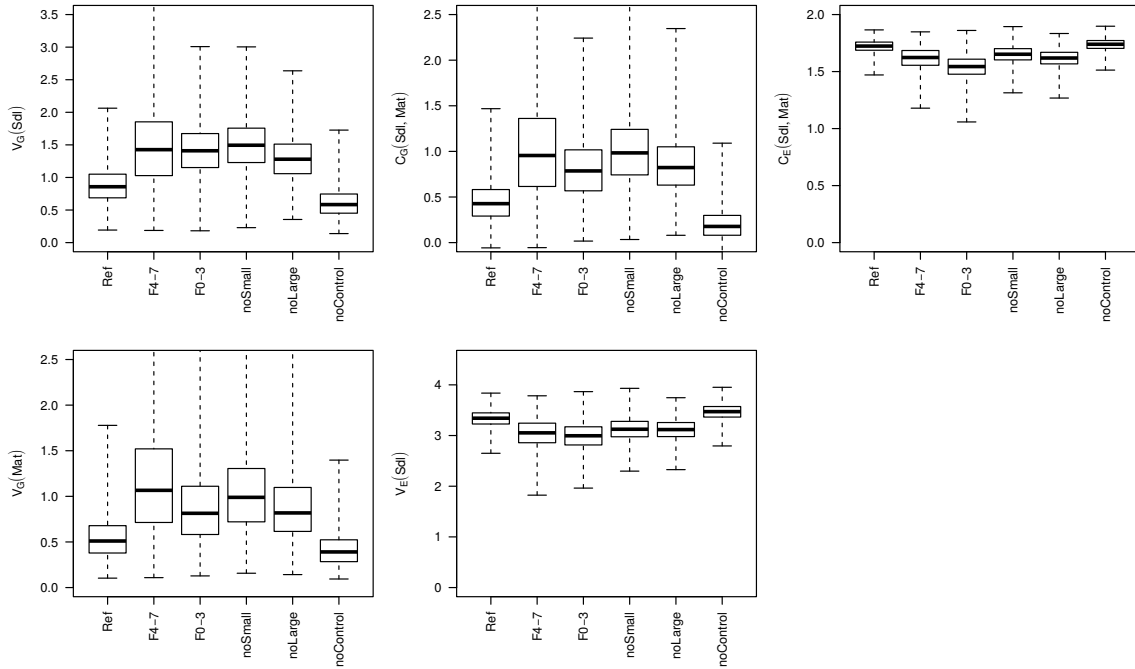 V_G(Sdl)
0.0 0.5 1.0 1.5 2.0 2.5 3.0 3.5
Ref F4−7 F0−3 noSmall noLarge noControl
C_G(Sdl, Mat)
0.0 0.5 1.0 1.5 2.0 2.5
Ref F4−7 F0−3 noSmall noLarge noControl
C_E(Sdl, Mat)
0.0 0.5 1.0 1.5 2.0
Ref F4−7 F0−3 noSmall noLarge noControl
V_G(Mat)
0.0 0.5 1.0 1.5 2.0 2.5
Ref F4−7 F0−3 noSmall noLarge noControl
V_E(Sdl)
0 1 2 3 4
Ref F4−7 F0−3 noSmall noLarge noControl